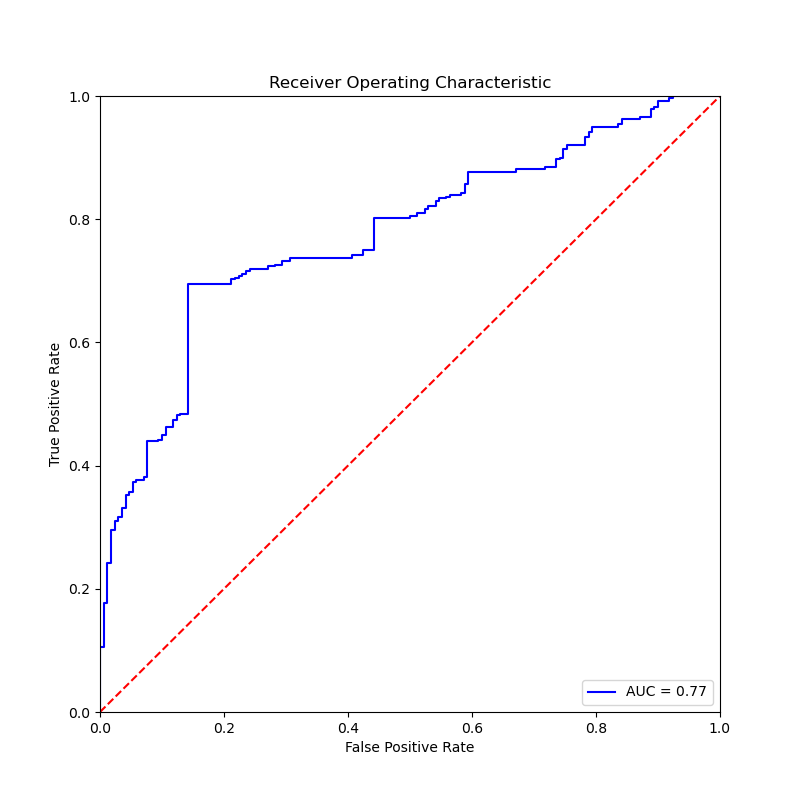 Receiver Operating Characteristic
1.0
0.8
0.6
0.4
0.2
0.0
True Positive Rate
AUC = 0.77
0.0 0.2 0.4 0.6 0.8 1.0
False Positive Rate